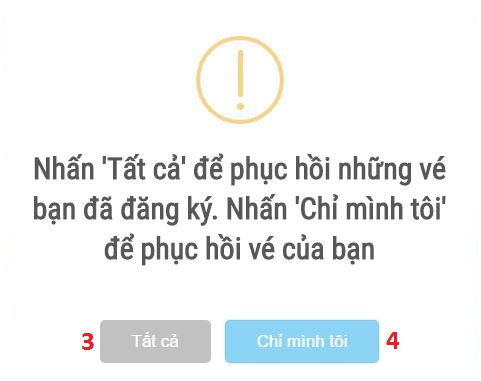 Nhấn 'Tất cả' để phục hồi những vé
bạn đã đăng ký. Nhấn 'Chỉ mình tôi'
để phục hồi vé của bạn
3 Tất cả Chỉ mình tôi 4